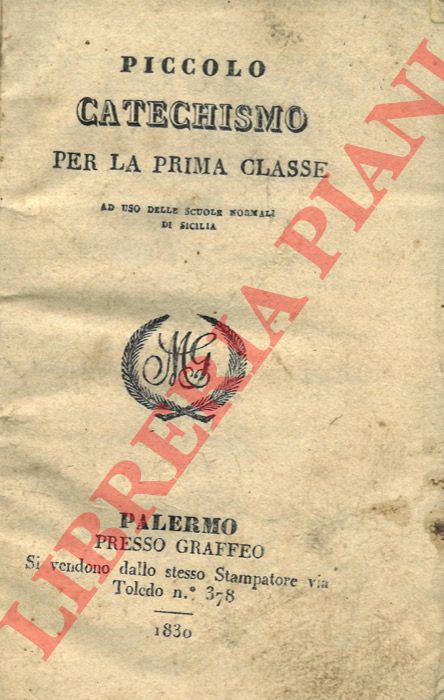 PICCOLO
CATECHISMO
PER LA PRIMA CLASSE
AD USO DELLE SCUOLE NORMALI
DI SICILIA
MG
PALERMO
PRESSO GRAFFEO
Si vendono dallo stesso Stampatore via
Toledo n.° 378
1830
LIBRERIA PIANI